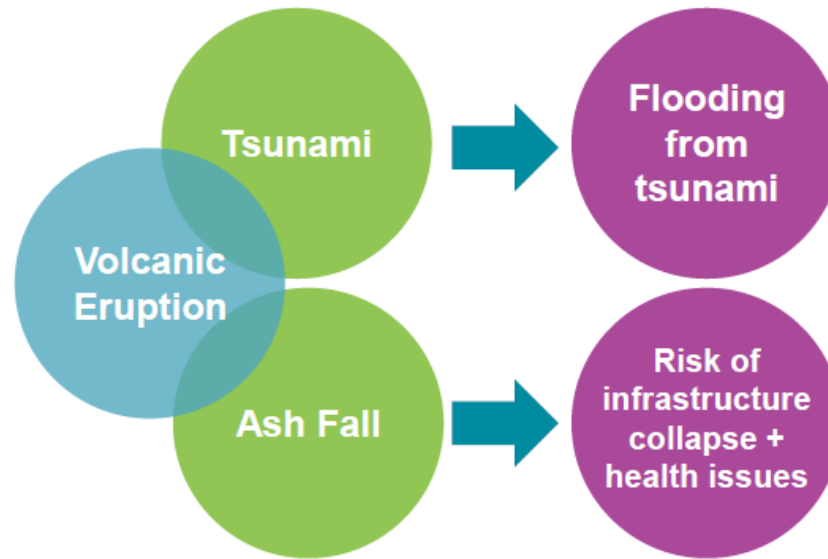 Tsunami
Flooding
from
tsunami
Volcanic
Eruption
Ash Fall
Risk of
infrastructure
collapse +
health issues